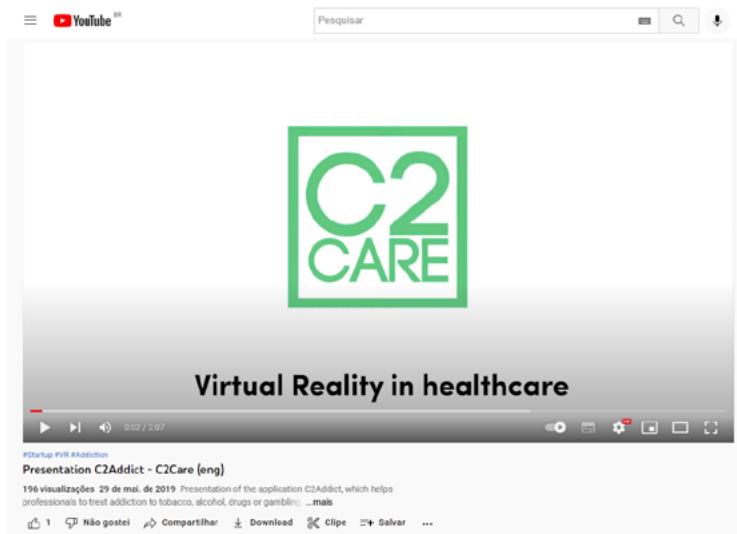 YouTube BR
Pesquisar
C2
CARE
Virtual Reality in healthcare
0:02 / 2:07
#Startup #VR #Addiction
Presentation C2Addict - C2Care (eng)
196 visualizações 29 de mai. de 2019 Presentation of the application C2Addict, which helps
professionals to treat addiction to tobacco, alcohol, drugs or gambling ...mais
1 Não gostei Compartilhar Download Clipe Salvar ...